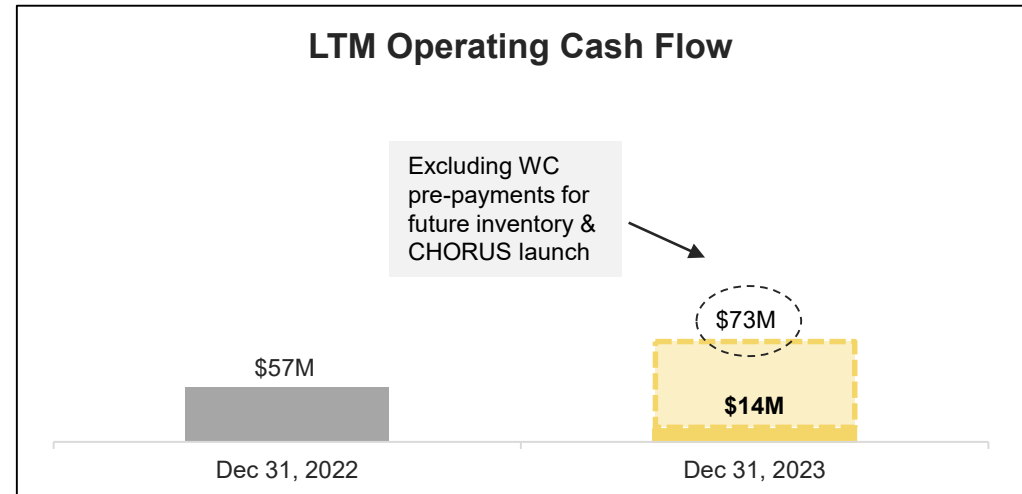 LTM Operating Cash Flow
Excluding WC
pre-payments for
future inventory &
CHORUS launch
$73M
$57M
$14M
Dec 31, 2022
Dec 31, 2023